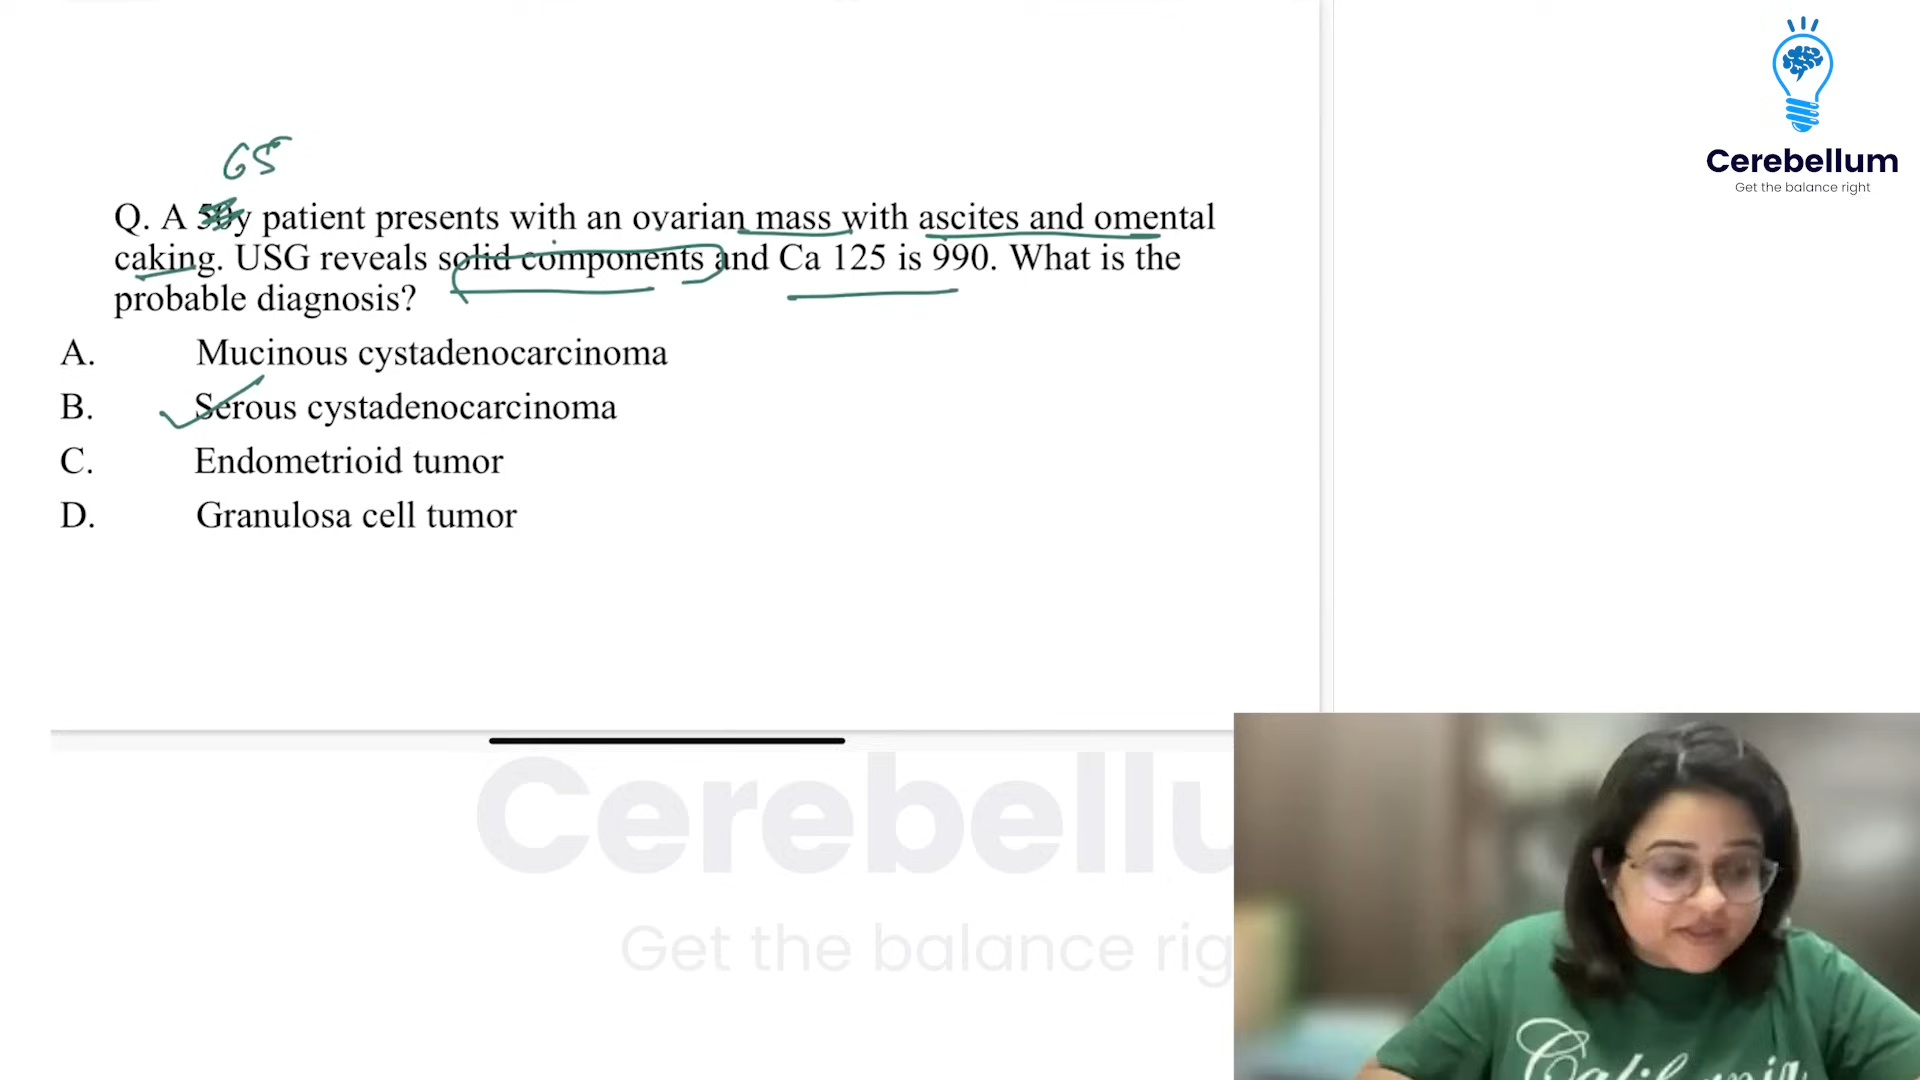 Cerebellum
Get the balance right
65
Q. A 50y patient presents with an ovarian mass with ascites and omental
caking. USG reveals solid components and Ca 125 is 990. What is the
probable diagnosis?
A. Mucinous cystadenocarcinoma
B. Serous cystadenocarcinoma
C. Endometrioid tumor
D. Granulosa cell tumor
Cerebellu
Get the balance rig
California